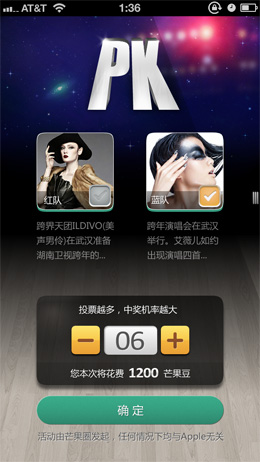 AT&T
1:36
PK
红队
蓝队
跨界天团ILDIVO(美
声男伶)在武汉准备
湖南卫视跨年的...
跨年演唱会在武汉
举行。艾薇儿如约
出现演唱四首...
投票越多，中奖机率越大
06
您本次将花费 1200 芒果豆
确 定
活动由芒果圈发起，任何情况下均与Apple无关